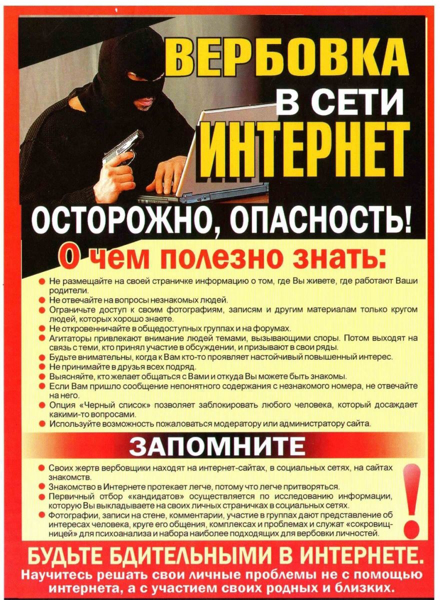 ВЕРБОВКА
В СЕТИ
ИНТЕРНЕТ
ОСТОРОЖНО, ОПАСНОСТЬ!
О чем полезно знать:
Не размещайте на своей страничке информацию о том, где Вы живете, где работают Ваши
родители.
Не отвечайте на вопросы незнакомых людей.
Ограничьте доступ к своим фотографиям, записям и другим материалам только кругом
людей, которых хорошо знаете.
Не откровенничайте в общедоступных группах и на форумах.
Агитаторы привлекают внимание людей темами, вызывающими споры. Потом выходят на
связь с теми, кто принял участие в обсуждении, и призывают в свои ряды.
Будьте внимательны, когда к Вам кто-то проявляет настойчивый повышенный интерес.
Не принимайте в друзья всех подряд.
Выясняйте, кто желает общаться с Вами и откуда Вы можете быть знакомы.
Если Вам пришло сообщение непонятного содержания с незнакомого номера, не отвечайте
на него.
Опция «Черный список» позволяет заблокировать любого человека, который досаждает
какими-то вопросами.
Используйте возможность пожаловаться модератору или администратору сайта.
ЗАПОМНИТЕ
Своих жертв вербовщики находят на интернет-сайтах, в социальных сетях, на сайтах
знакомств.
Знакомство в Интернете протекает легче, потому что легче притворяться.
Первичный отбор «кандидатов» осуществляется по исследованию информации,
которую Вы выкладываете на своих личных страничках в социальных сетях.
Фотографии, записи на стене, комментарии, участие в группах дают представление об
интересах человека, круге его общения, комплексах и проблемах и служат «сокровищ-
ницей» для психоанализа и набора наиболее подходящих для вербовки личностей.
!
БУДЬТЕ БДИТЕЛЬНЫМИ В ИНТЕРНЕТЕ.
Научитесь решать свои личные проблемы не с помощью
интернета, а с участием своих родных и близких.